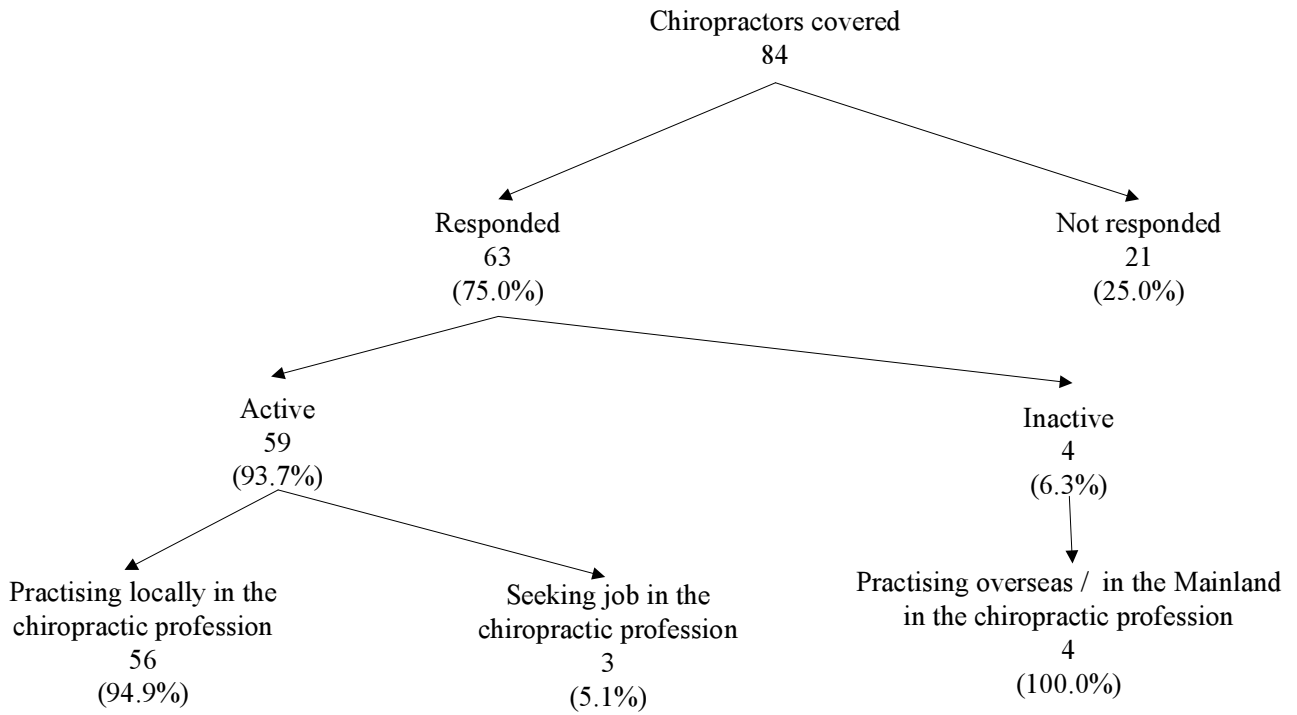 Chiropractors covered
84
Responded
63
(75.0%)
Not responded
21
(25.0%)
Active
59
(93.7%)
Inactive
4
(6.3%)
Practising locally in the
chiropractic profession
56
(94.9%)
Seeking job in the
chiropractic profession
3
(5.1%)
Practising overseas / in the Mainland
in the chiropractic profession
4
(100.0%)